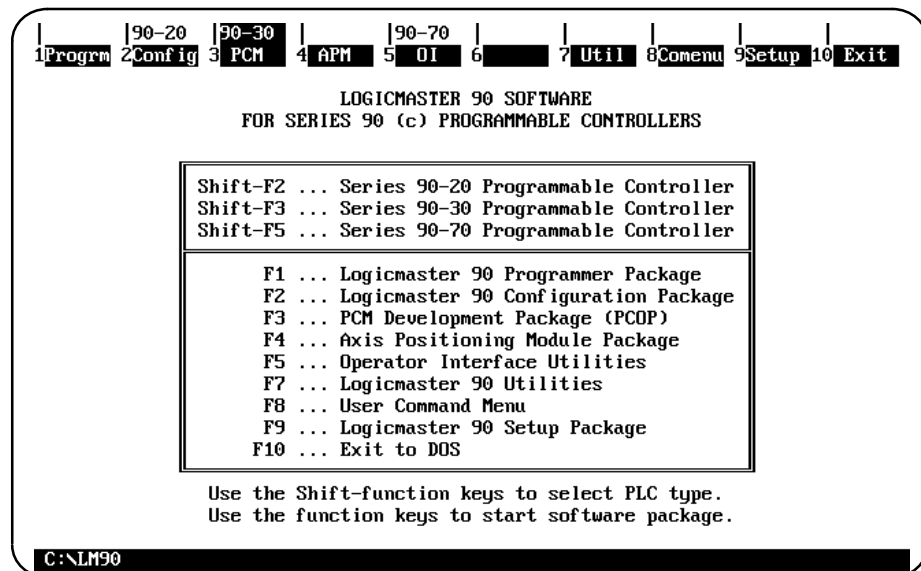 |90-20 |90-30 | |90-70 | | | |
1Progrm 2Config 3 PCM 4 APM 5 OI 6 7 Util 8Comenu 9Setup 10 Exit
LOGICMASTER 90 SOFTWARE
FOR SERIES 90 (c) PROGRAMMABLE CONTROLLERS
Shift-F2 ... Series 90-20 Programmable Controller
Shift-F3 ... Series 90-30 Programmable Controller
Shift-F5 ... Series 90-70 Programmable Controller
F1 ... Logicmaster 90 Programmer Package
F2 ... Logicmaster 90 Configuration Package
F3 ... PCM Development Package (PCOP)
F4 ... Axis Positioning Module Package
F5 ... Operator Interface Utilities
F7 ... Logicmaster 90 Utilities
F8 ... User Command Menu
F9 ... Logicmaster 90 Setup Package
F10 ... Exit to DOS
Use the Shift-function keys to select PLC type.
Use the function keys to start software package.
C:\LM90